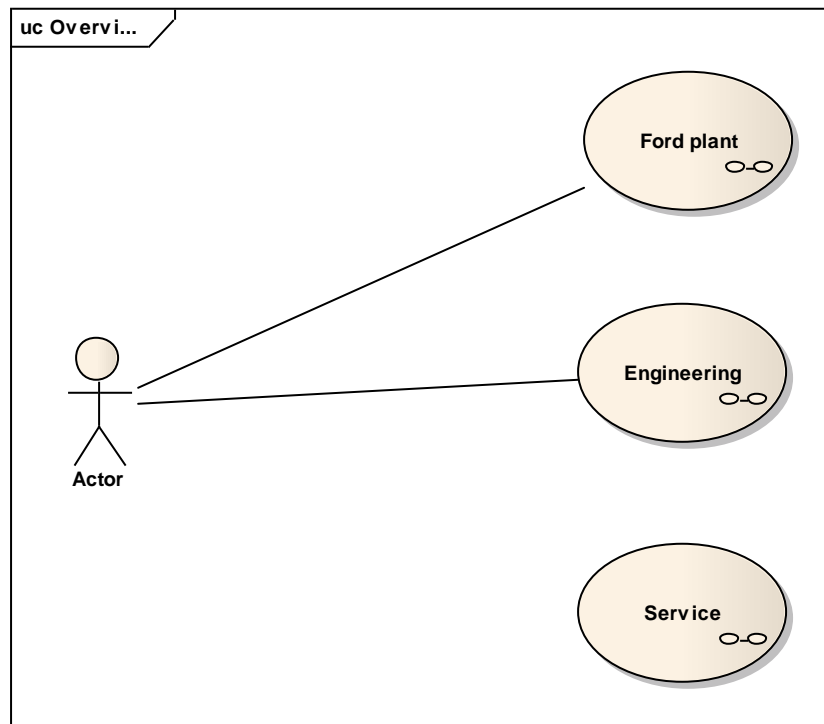 uc Overvi...
Ford plant
Engineering
Actor
Service